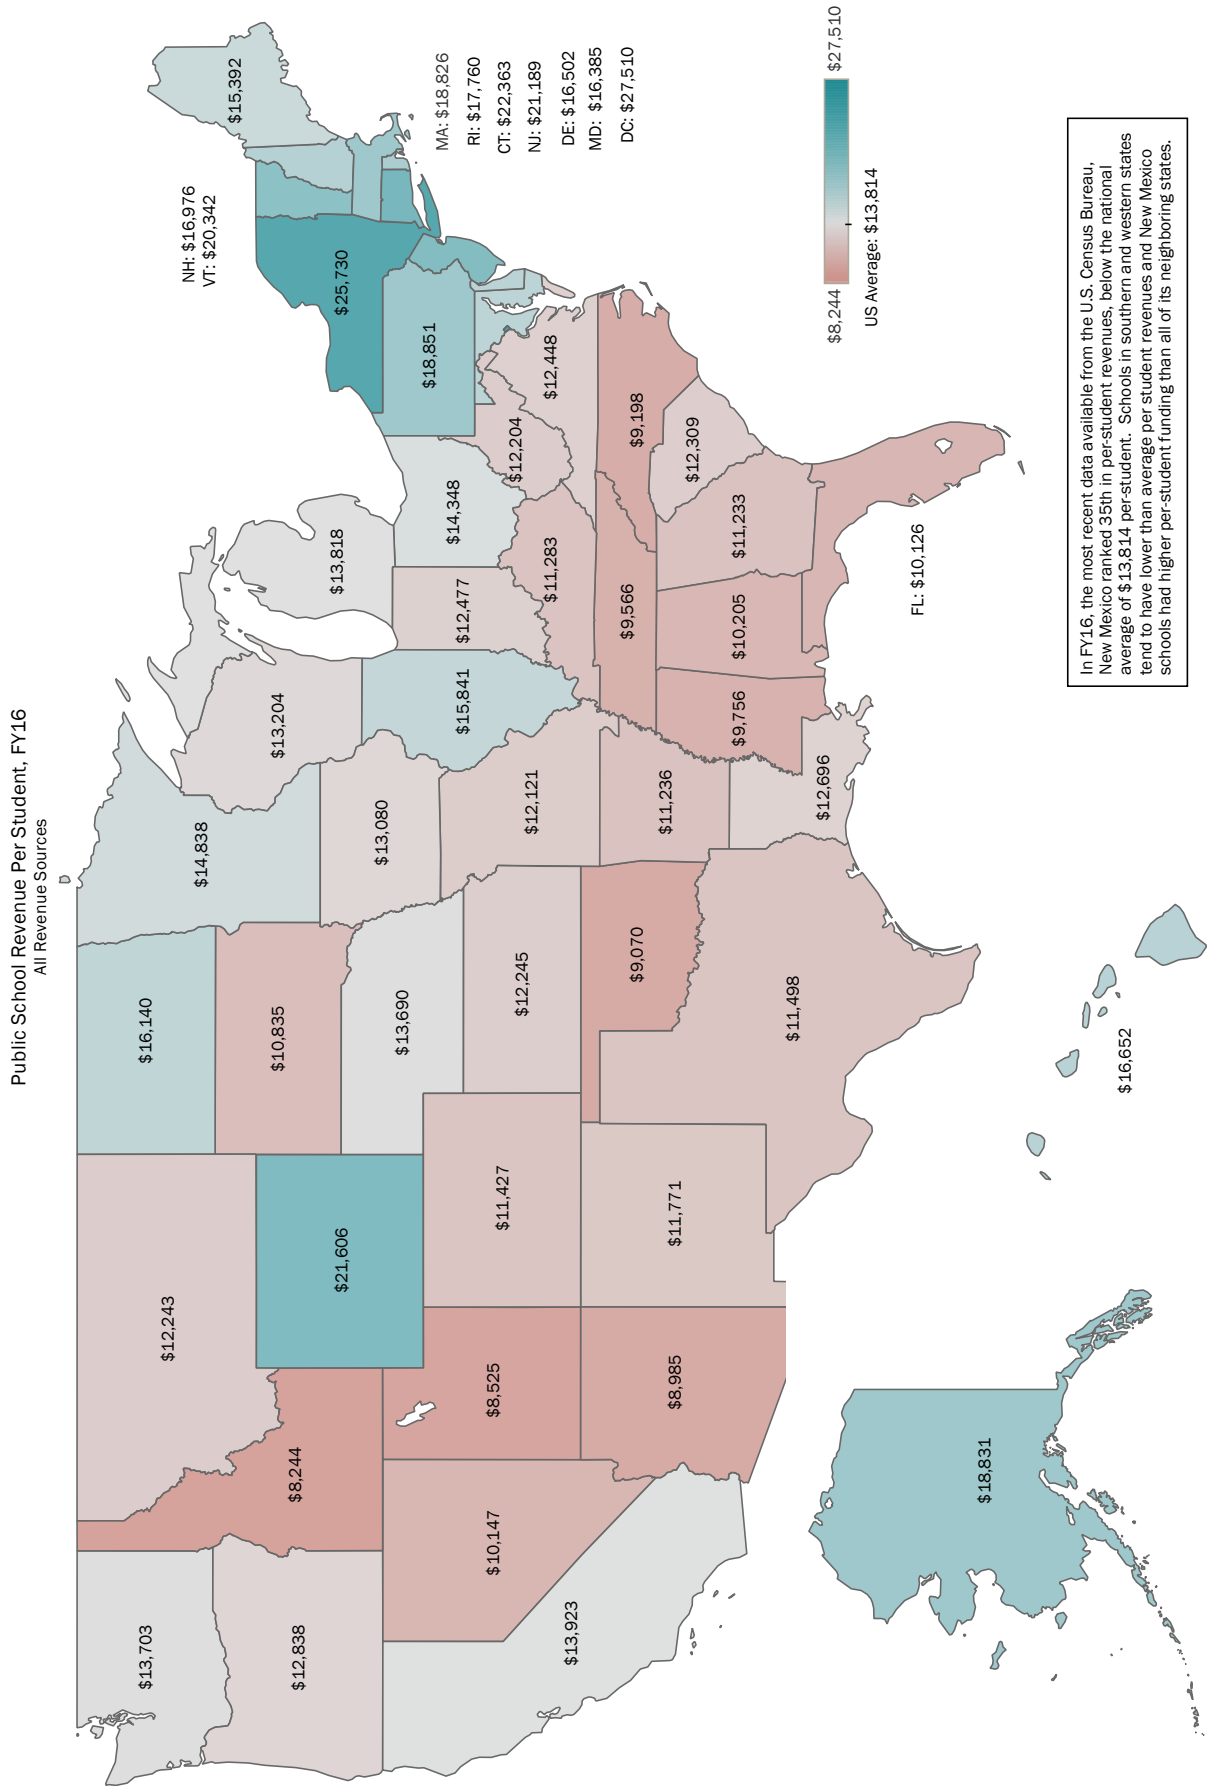 Public School Revenue Per Student, FY16
All Revenue Sources
$13,703
$12,838
$13,923
$10,147
$8,244
$12,243
$21,606
$8,525
$8,985
$11,427
$11,771
$16,140
$10,835
$13,690
$12,245
$9,070
$11,498
$14,838
$13,080
$12,121
$11,236
$12,696
$13,204
$15,841
$13,818
$12,477
$14,348
$11,283
$9,566
$9,756
$10,205
$11,233
$12,309
$9,198
$12,448
$12,204
$18,851
$25,730
$15,392
NH: $16,976
VT: $20,342
MA: $18,826
RI: $17,760
CT: $22,363
NJ: $21,189
DE: $16,502
MD: $16,385
DC: $27,510
FL: $10,126
$18,831
$16,652
$8,244
$27,510
US Average: $13,814
In FY16, the most recent data available from the U.S. Census Bureau,
New Mexico ranked 35th in per-student revenues, below the national
average of $13,814 per-student. Schools in southern and western states
tend to have lower than average per student revenues and New Mexico
schools had higher per-student funding than all of its neighboring states.